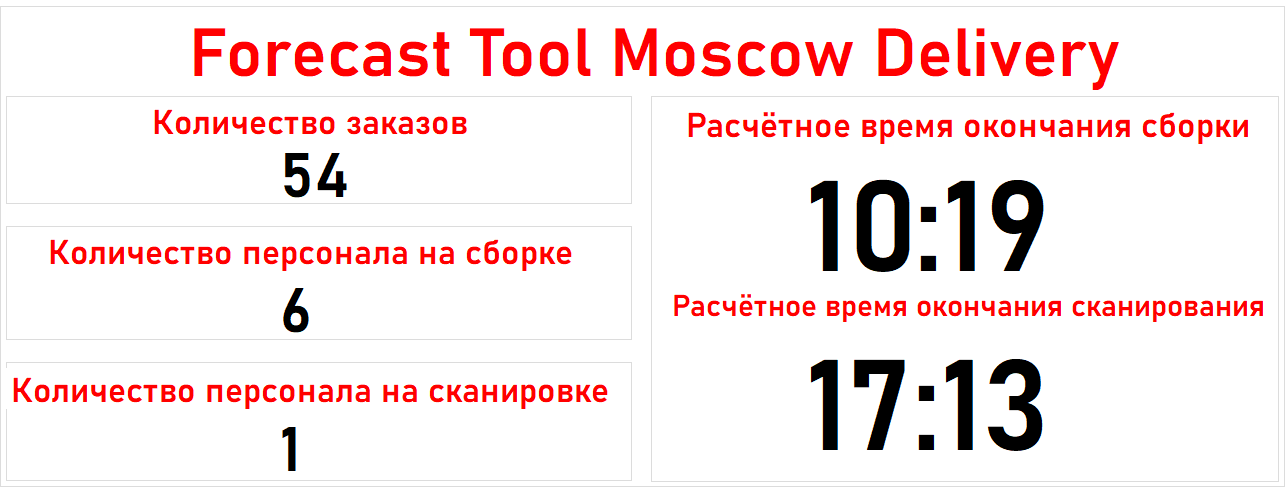 Forecast Tool Moscow Delivery
Количество заказов
54
Количество персонала на сборке
6
Количество персонала на сканировке
1
Расчётное время окончания сборки
10:19
Расчётное время окончания сканирования
17:13